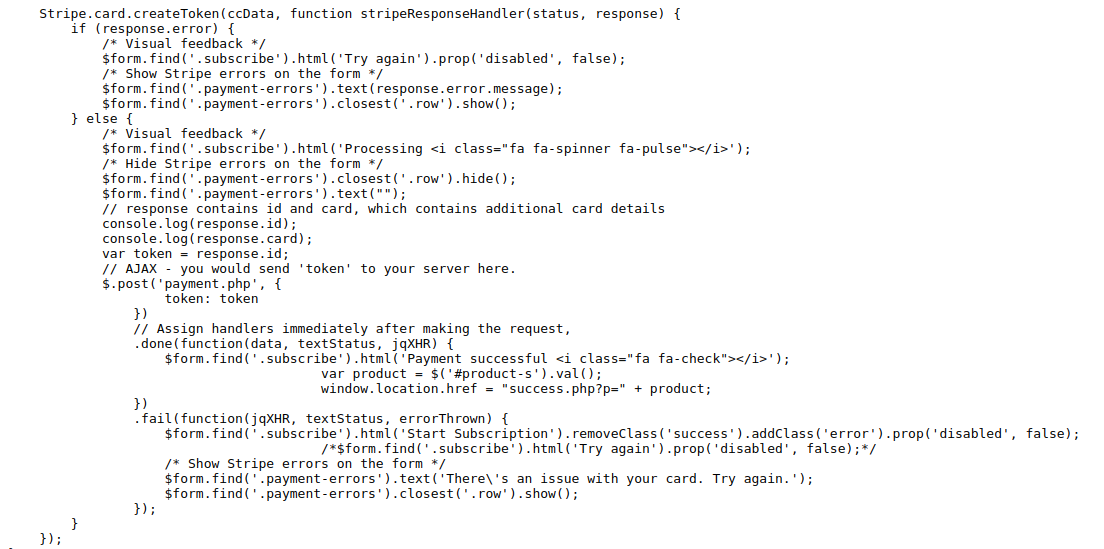 Stripe.card.createToken(ccData, function stripeResponseHandler(status, response) {
    if (response.error) {
        /* Visual feedback */
        $form.find('.subscribe').html('Try again').prop('disabled', false);
        /* Show Stripe errors on the form */
        $form.find('.payment-errors').text(response.error.message);
        $form.find('.payment-errors').closest('.row').show();
    } else {
        /* Visual feedback */
        $form.find('.subscribe').html('Processing <i class="fa fa-spinner fa-pulse"></i>');
        /* Hide Stripe errors on the form */
        $form.find('.payment-errors').closest('.row').hide();
        $form.find('.payment-errors').text("");
        // response contains id and card, which contains additional card details
        console.log(response.id);
        console.log(response.card);
        var token = response.id;
        // AJAX - you would send 'token' to your server here.
        $.post('payment.php', {
                token: token
            })
            // Assign handlers immediately after making the request,
            .done(function(data, textStatus, jqXHR) {
                $form.find('.subscribe').html('Payment successful <i class="fa fa-check"></i>');
                                    var product = $('#product-s').val();
                                    window.location.href = "success.php?p=" + product;
            })
            .fail(function(jqXHR, textStatus, errorThrown) {
                $form.find('.subscribe').html('Start Subscription').removeClass('success').addClass('error').prop('disabled', false);
                                    /*$form.find('.subscribe').html('Try again').prop('disabled', false);*/
                /* Show Stripe errors on the form */
                $form.find('.payment-errors').text('There\'s an issue with your card. Try again.');
                $form.find('.payment-errors').closest('.row').show();
            });
    }
});